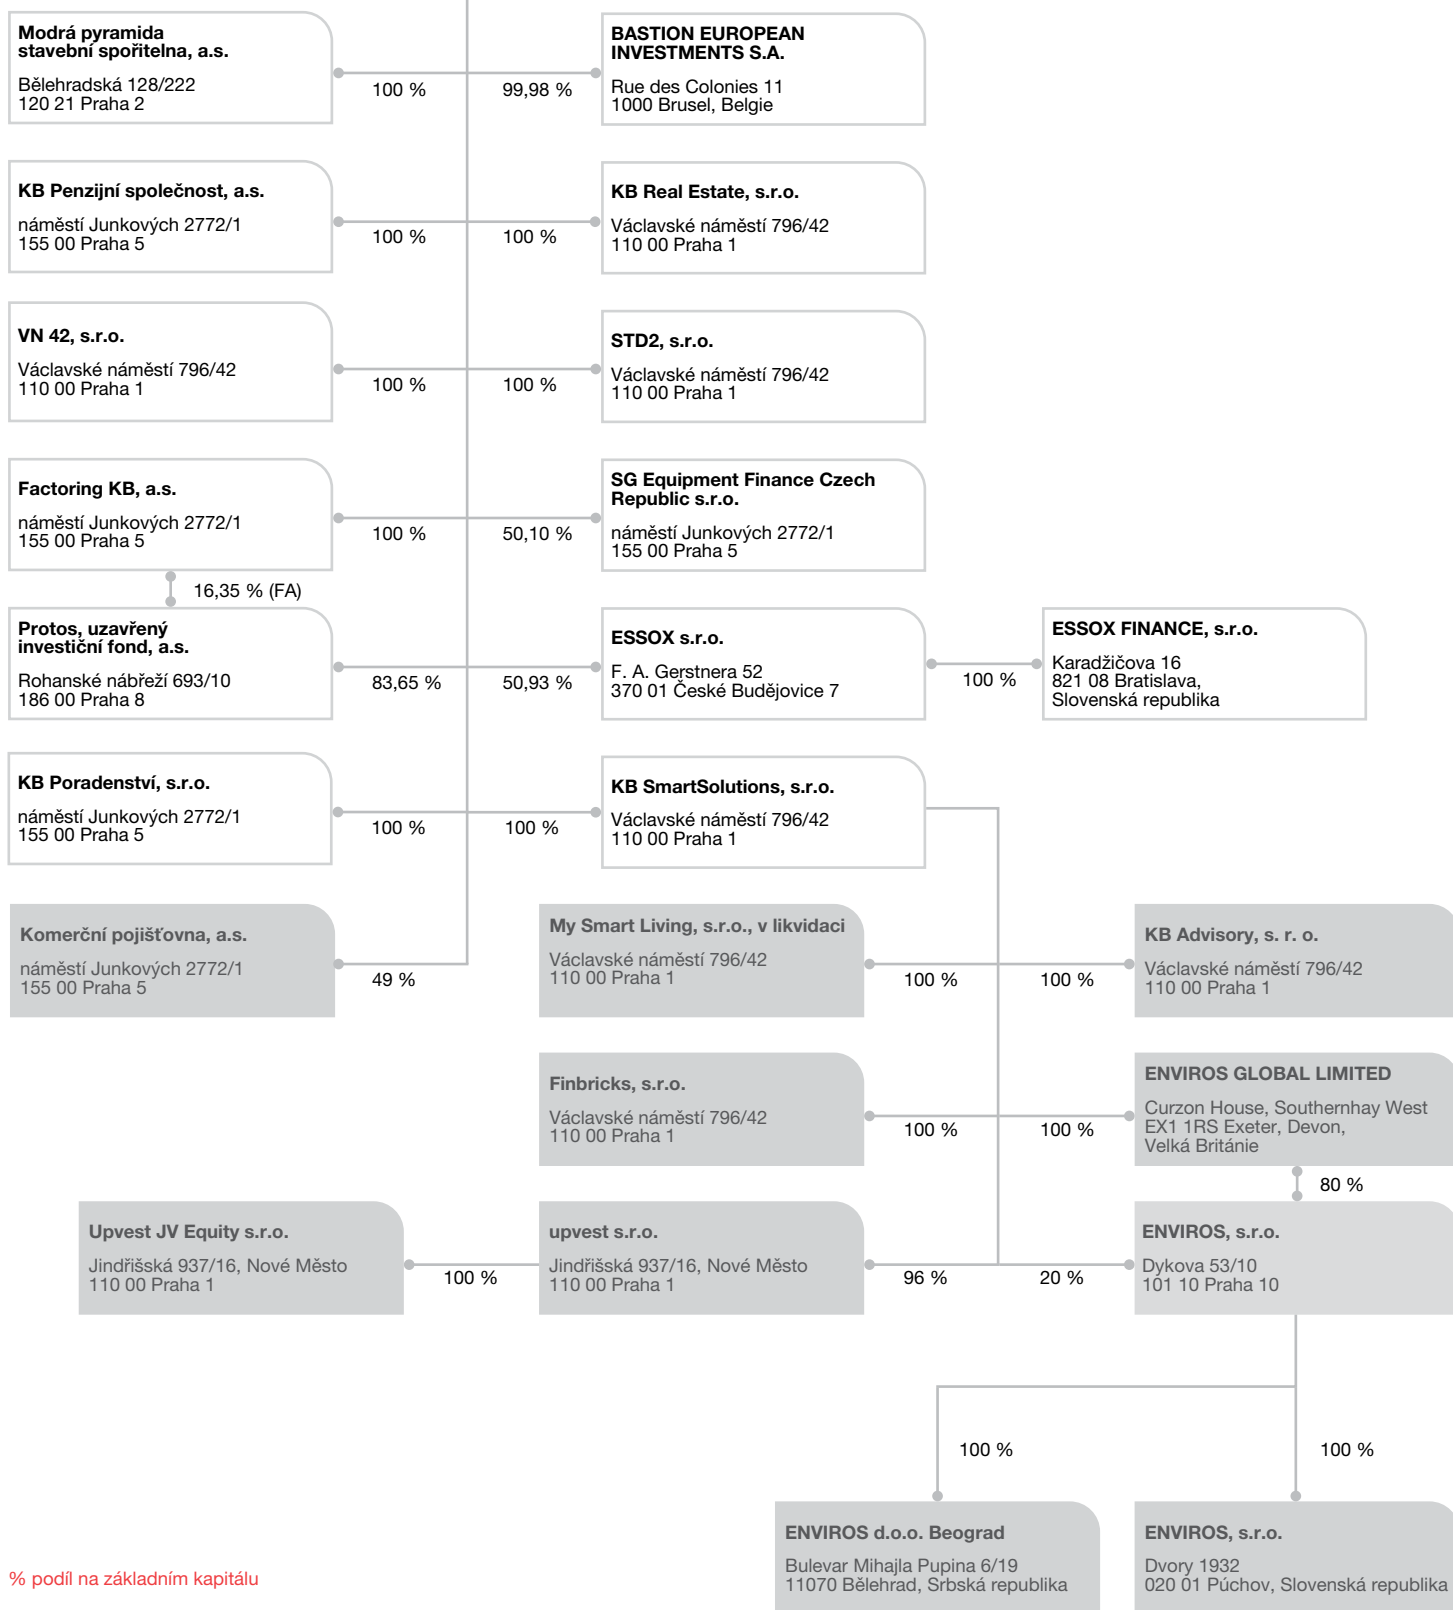 Modrá pyramida
stavební spořitelna, a.s.
Bělehradská 128/222
120 21 Praha 2
100 %
99,98 %
BASTION EUROPEAN
INVESTMENTS S.A.
Rue des Colonies 11
1000 Brusel, Belgie
KB Penzijní společnost, a.s.
náměstí Junkových 2772/1
155 00 Praha 5
100 %
100 %
KB Real Estate, s.r.o.
Václavské náměstí 796/42
110 00 Praha 1
VN 42, s.r.o.
Václavské náměstí 796/42
110 00 Praha 1
100 %
100 %
STD2, s.r.o.
Václavské náměstí 796/42
110 00 Praha 1
Factoring KB, a.s.
náměstí Junkových 2772/1
155 00 Praha 5
100 %
50,10 %
SG Equipment Finance Czech
Republic s.r.o.
náměstí Junkových 2772/1
155 00 Praha 5
16,35 % (FA)
Protos, uzavřený
investiční fond, a.s.
Rohanské nábřeží 693/10
186 00 Praha 8
83,65 %
50,93 %
ESSOX s.r.o.
F. A. Gerstnera 52
370 01 České Budějovice 7
100 %
ESSOX FINANCE, s.r.o.
Karadžičova 16
821 08 Bratislava,
Slovenská republika
KB Poradenství, s.r.o.
náměstí Junkových 2772/1
155 00 Praha 5
100 %
100 %
KB SmartSolutions, s.r.o.
Václavské náměstí 796/42
110 00 Praha 1
Komerční pojišťovna, a.s.
náměstí Junkových 2772/1
155 00 Praha 5
49 %
My Smart Living, s.r.o., v likvidaci
Václavské náměstí 796/42
110 00 Praha 1
100 %
100 %
KB Advisory, s. r. o.
Václavské náměstí 796/42
110 00 Praha 1
Finbricks, s.r.o.
Václavské náměstí 796/42
110 00 Praha 1
100 %
100 %
ENVIROS GLOBAL LIMITED
Curzon House, Southernhay West
EX1 1RS Exeter, Devon,
Velká Británie
80 %
Upvest JV Equity s.r.o.
Jindřišská 937/16, Nové Město
110 00 Praha 1
100 %
upvest s.r.o.
Jindřišská 937/16, Nové Město
110 00 Praha 1
96 %
20 %
ENVIROS, s.r.o.
Dykova 53/10
101 10 Praha 10
100 %
100 %
ENVIROS d.o.o. Beograd
Bulevar Mihajla Pupina 6/19
11070 Bělehrad, Srbská republika
ENVIROS, s.r.o.
Dvory 1932
020 01 Púchov, Slovenská republika
% podíl na základním kapitálu